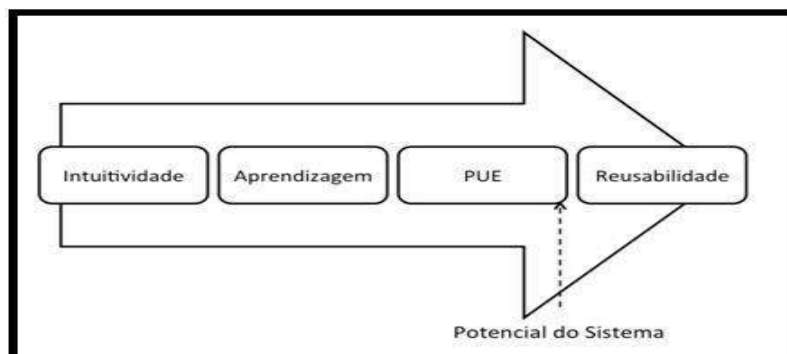 Intuitividade
Aprendizagem
PUE
Reusabilidade
Potencial do Sistema